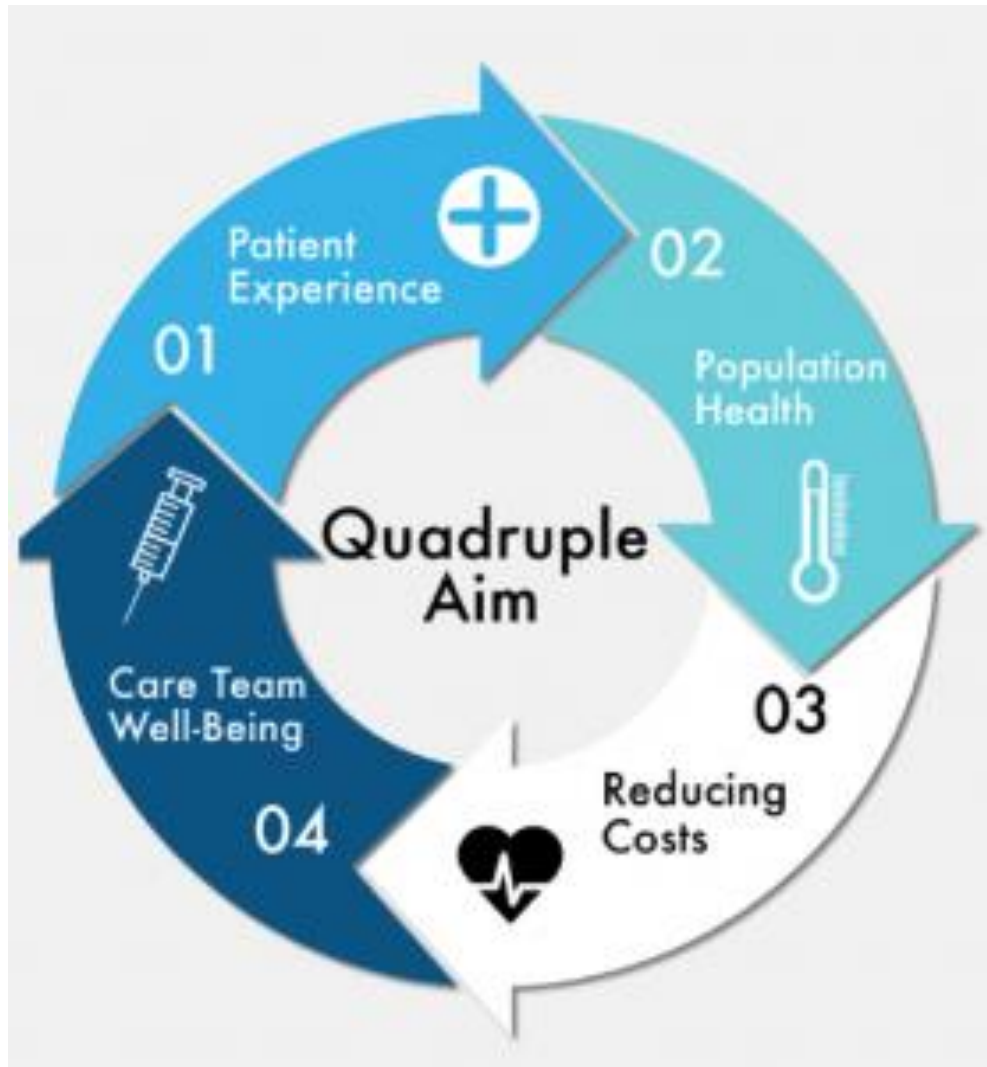 Quadruple
Aim
01
Patient
Experience
02
Population
Health
03
Reducing
Costs
04
Care Team
Well-Being